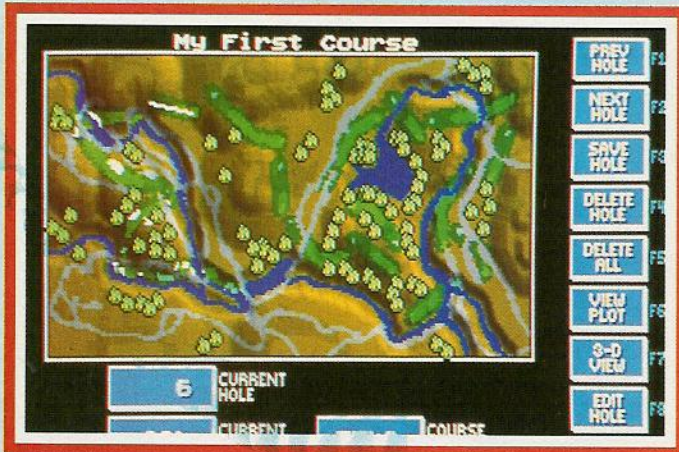 My First Course
PREV
HOLE
F1
NEXT
HOLE
F2
SAVE
HOLE
F3
DELETE
HOLE
F4
DELETE
ALL
F5
VIEW
PLOT
F6
3-D
VIEW
F7
EDIT
HOLE
F8
6
CURRENT
HOLE
CURRENT
COURSE